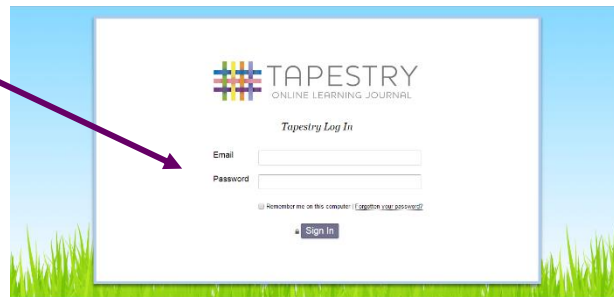 TAPESTRY
ONLINE LEARNING JOURNAL
Tapestry Log In
Email
Password
Remember me on this computer | Forgotten your password?
Sign In